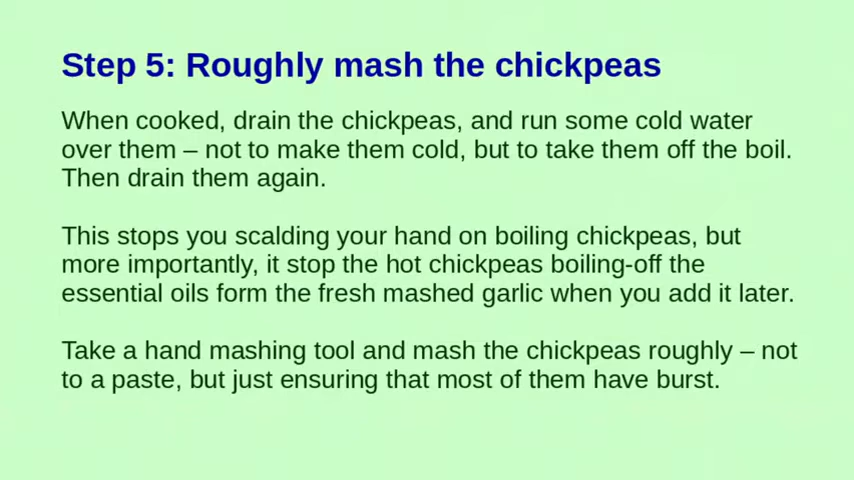 Step 5: Roughly mash the chickpeas
When cooked, drain the chickpeas, and run some cold water
over them – not to make them cold, but to take them off the boil.
Then drain them again.
This stops you scalding your hand on boiling chickpeas, but
more importantly, it stop the hot chickpeas boiling-off the
essential oils form the fresh mashed garlic when you add it later.
Take a hand mashing tool and mash the chickpeas roughly – not
to a paste, but just ensuring that most of them have burst.